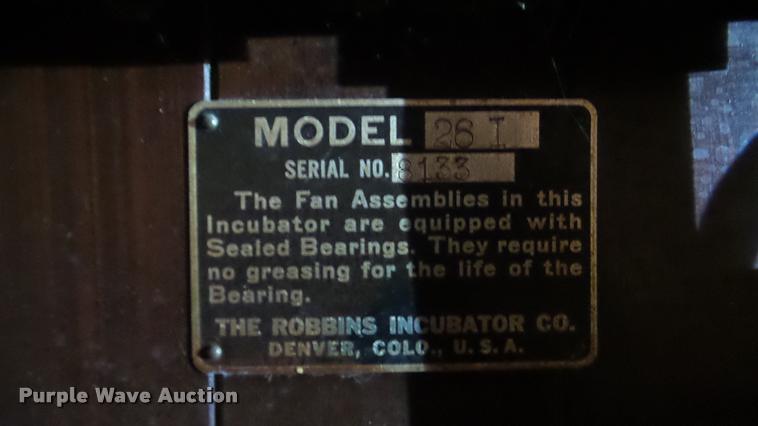 MODEL 26 I
SERIAL NO. 8133
The Fan Assemblies in this
Incubator are equipped with
Sealed Bearings. They require
no greasing for the life of the
Bearing.
THE ROBBINS INCUBATOR CO.
DENVER, COLO., U. S. A.
Purple Wave Auction